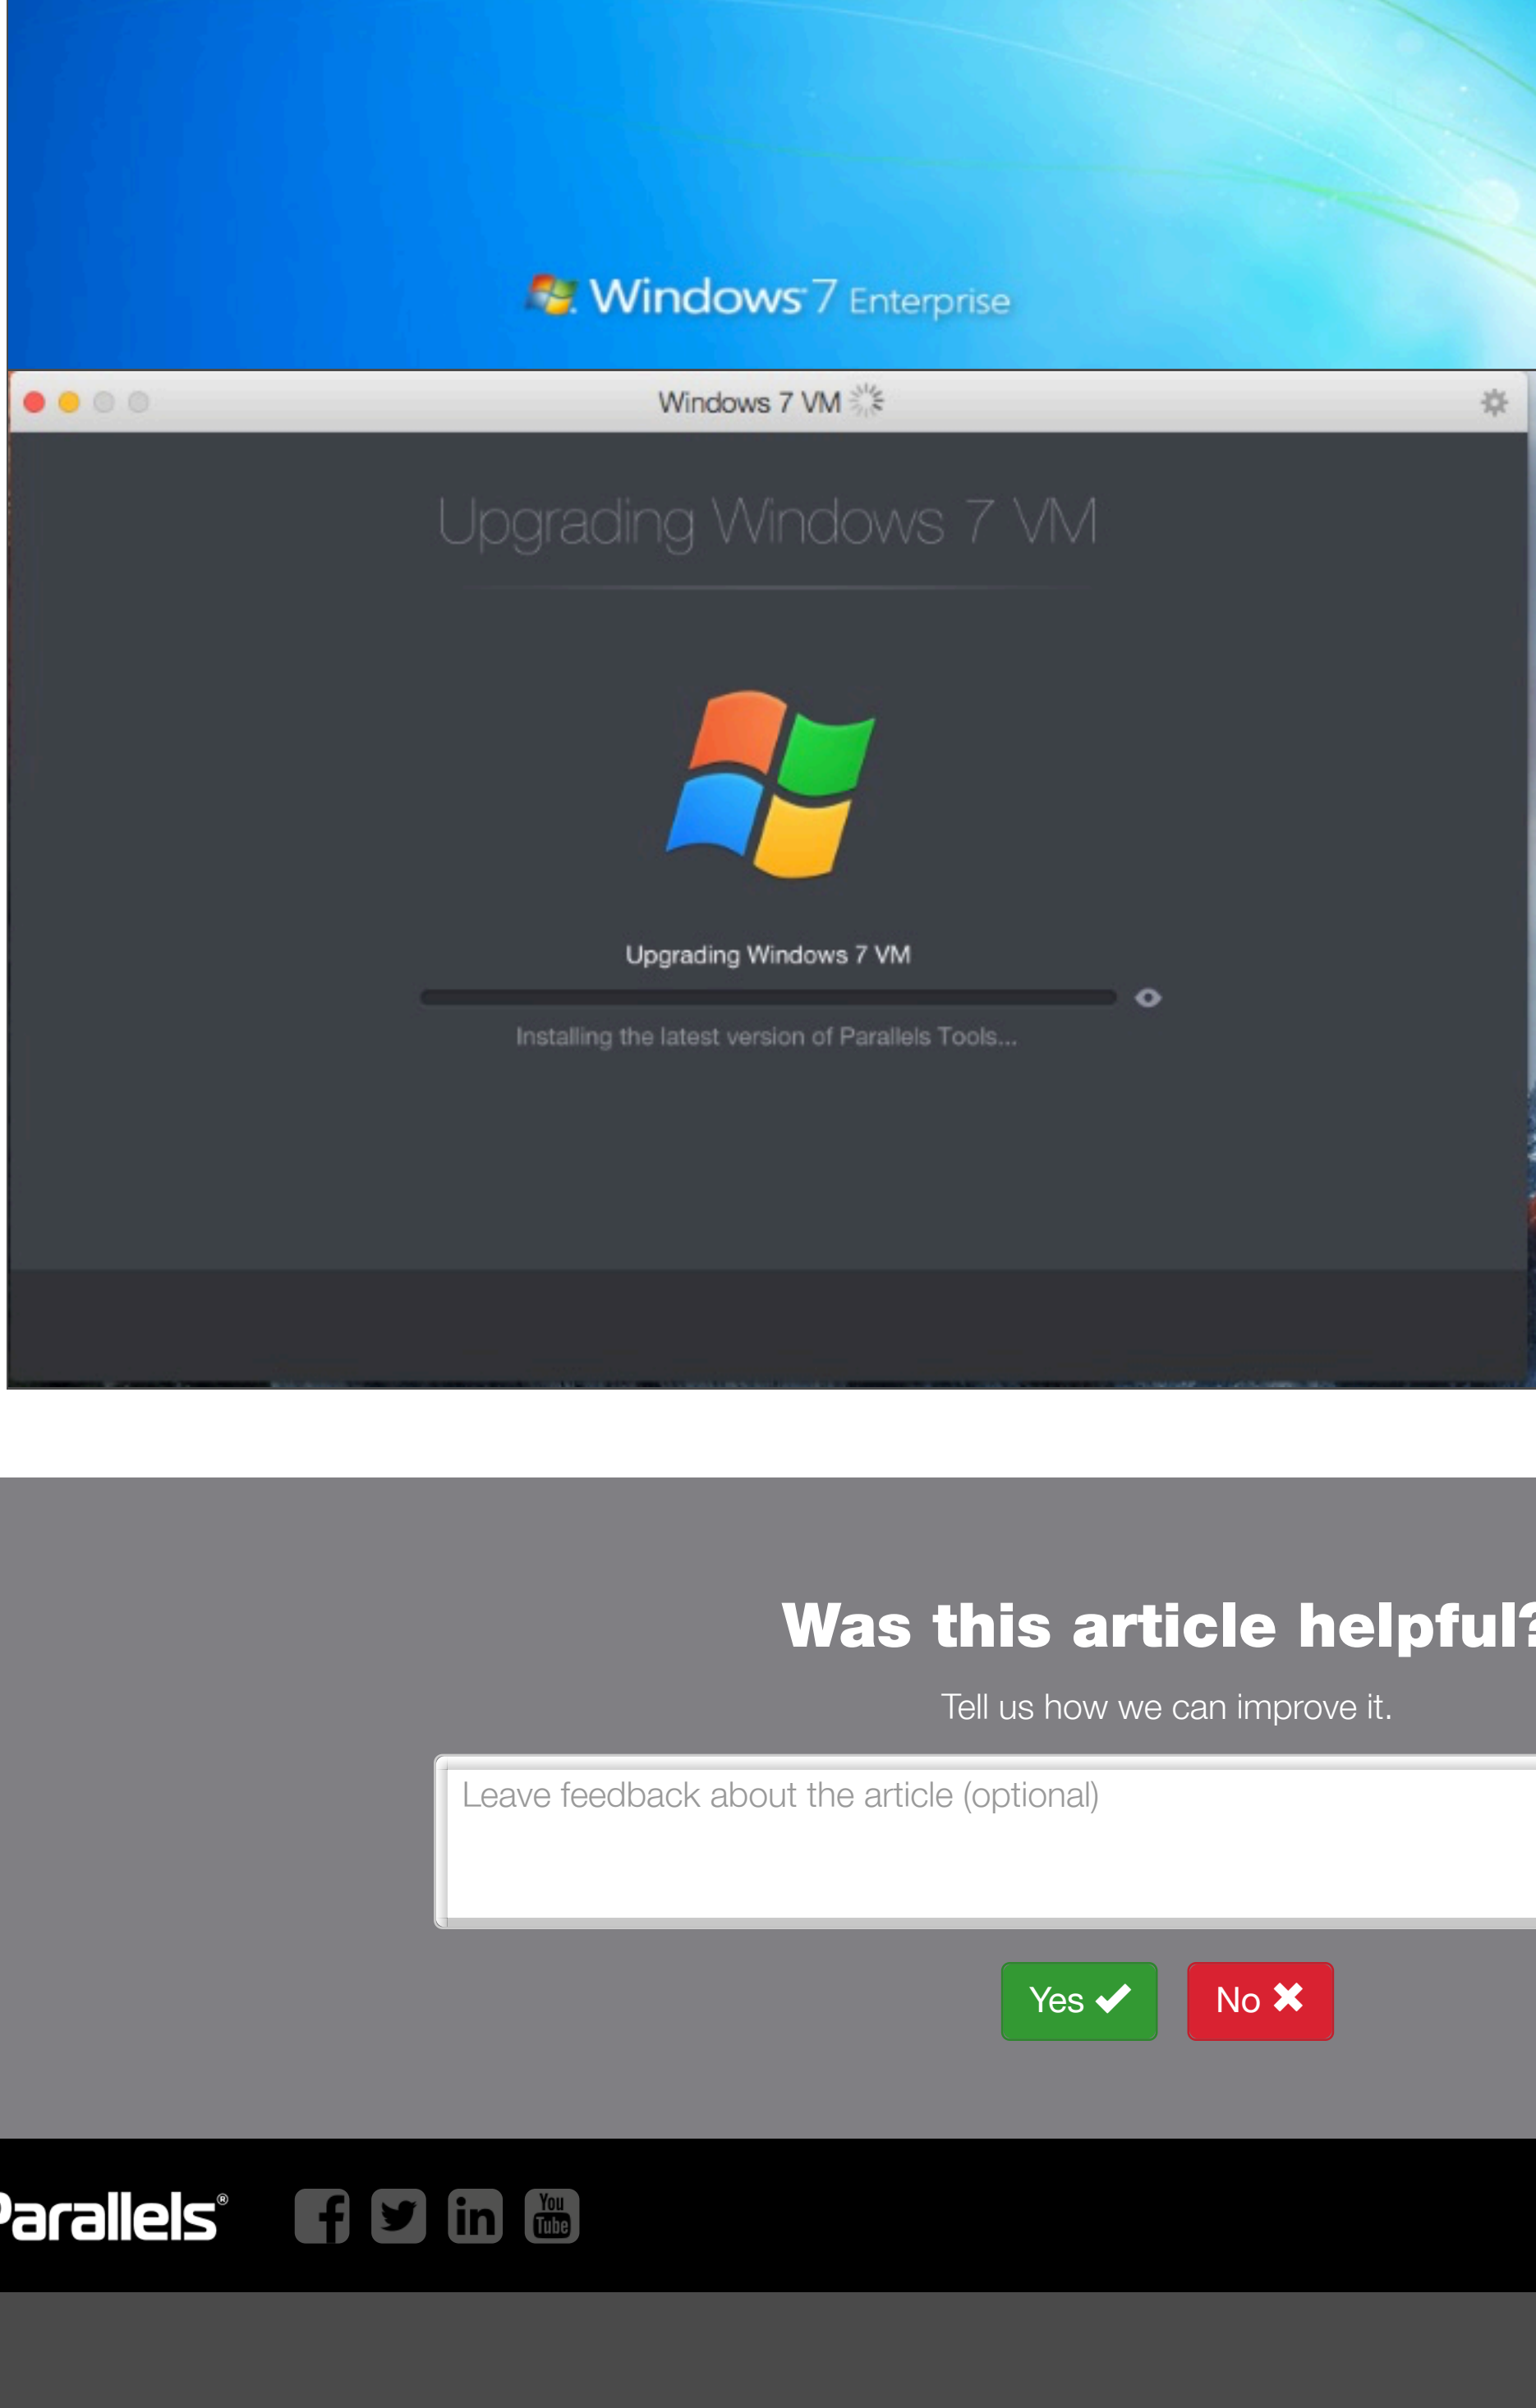 Windows 7 Enterprise
Windows 7 VM
Upgrading Windows 7 VM
Upgrading Windows 7 VM
Installing the latest version of Parallels Tools...
Was this article helpful?
Tell us how we can improve it.
Leave feedback about the article (optional)
Yes
No
Parallels®
You
Tube